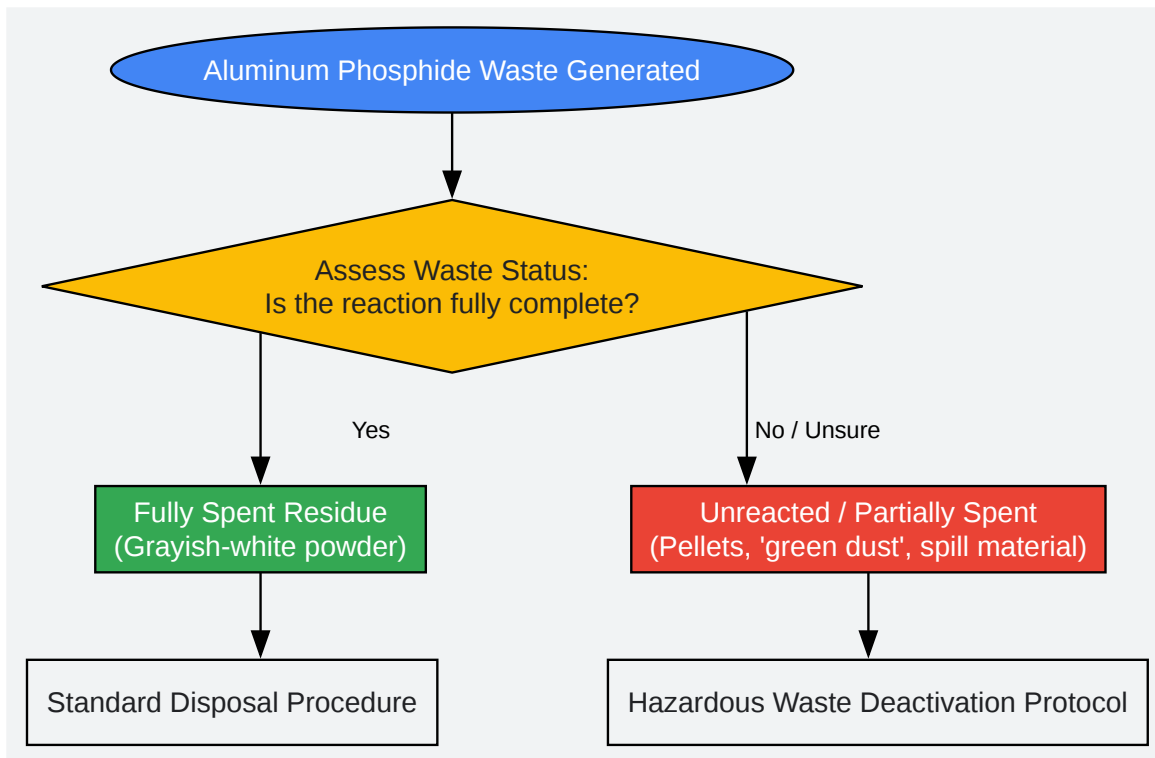 Aluminum Phosphide Waste Generated
Assess Waste Status:
Is the reaction fully complete?
Yes
No / Unsure
Fully Spent Residue
(Grayish-white powder)
Unreacted / Partially Spent
(Pellets, 'green dust', spill material)
Standard Disposal Procedure
Hazardous Waste Deactivation Protocol